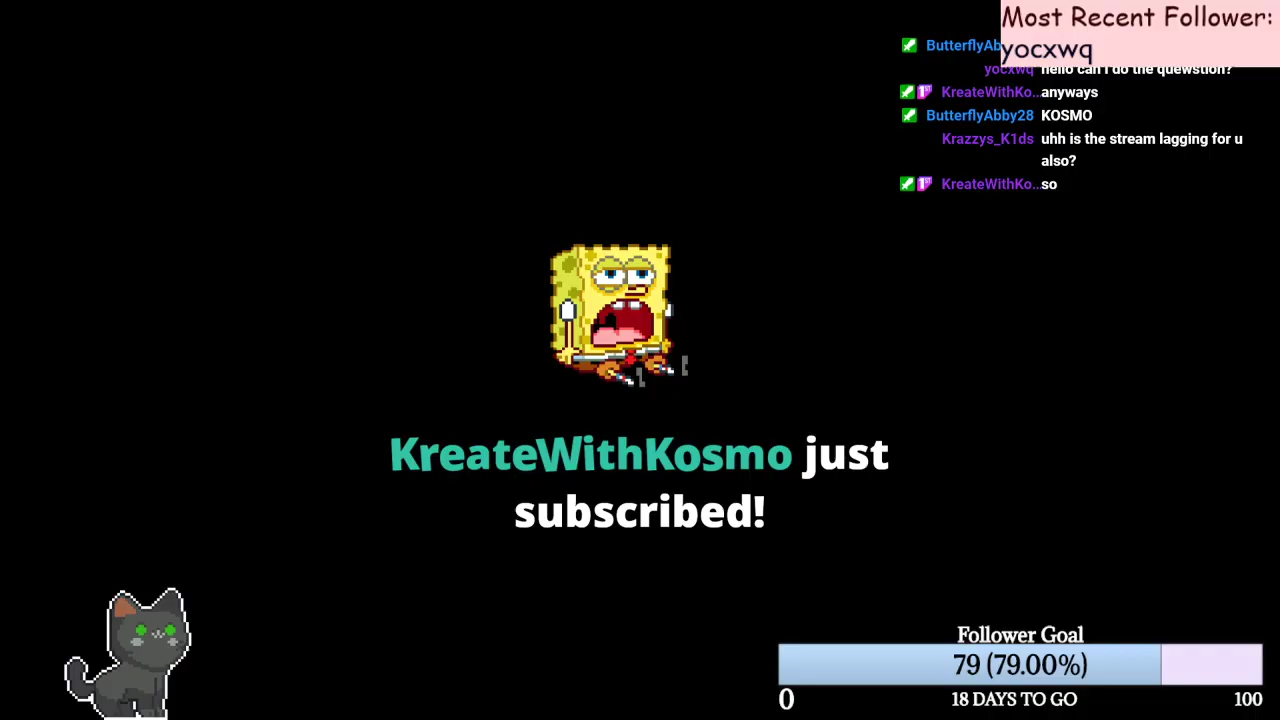 Most Recent Follower:
yocxwq
ButterflyAb
yocxwq hello can i do the quewstion?
KreateWithKo... anyways
ButterflyAbby28 KOSMO
Krazzys_K1ds uhh is the stream lagging for u
also?
KreateWithKo... so
KreateWithKosmo just
subscribed!
Follower Goal
79 (79.00%)
0 18 DAYS TO GO 100